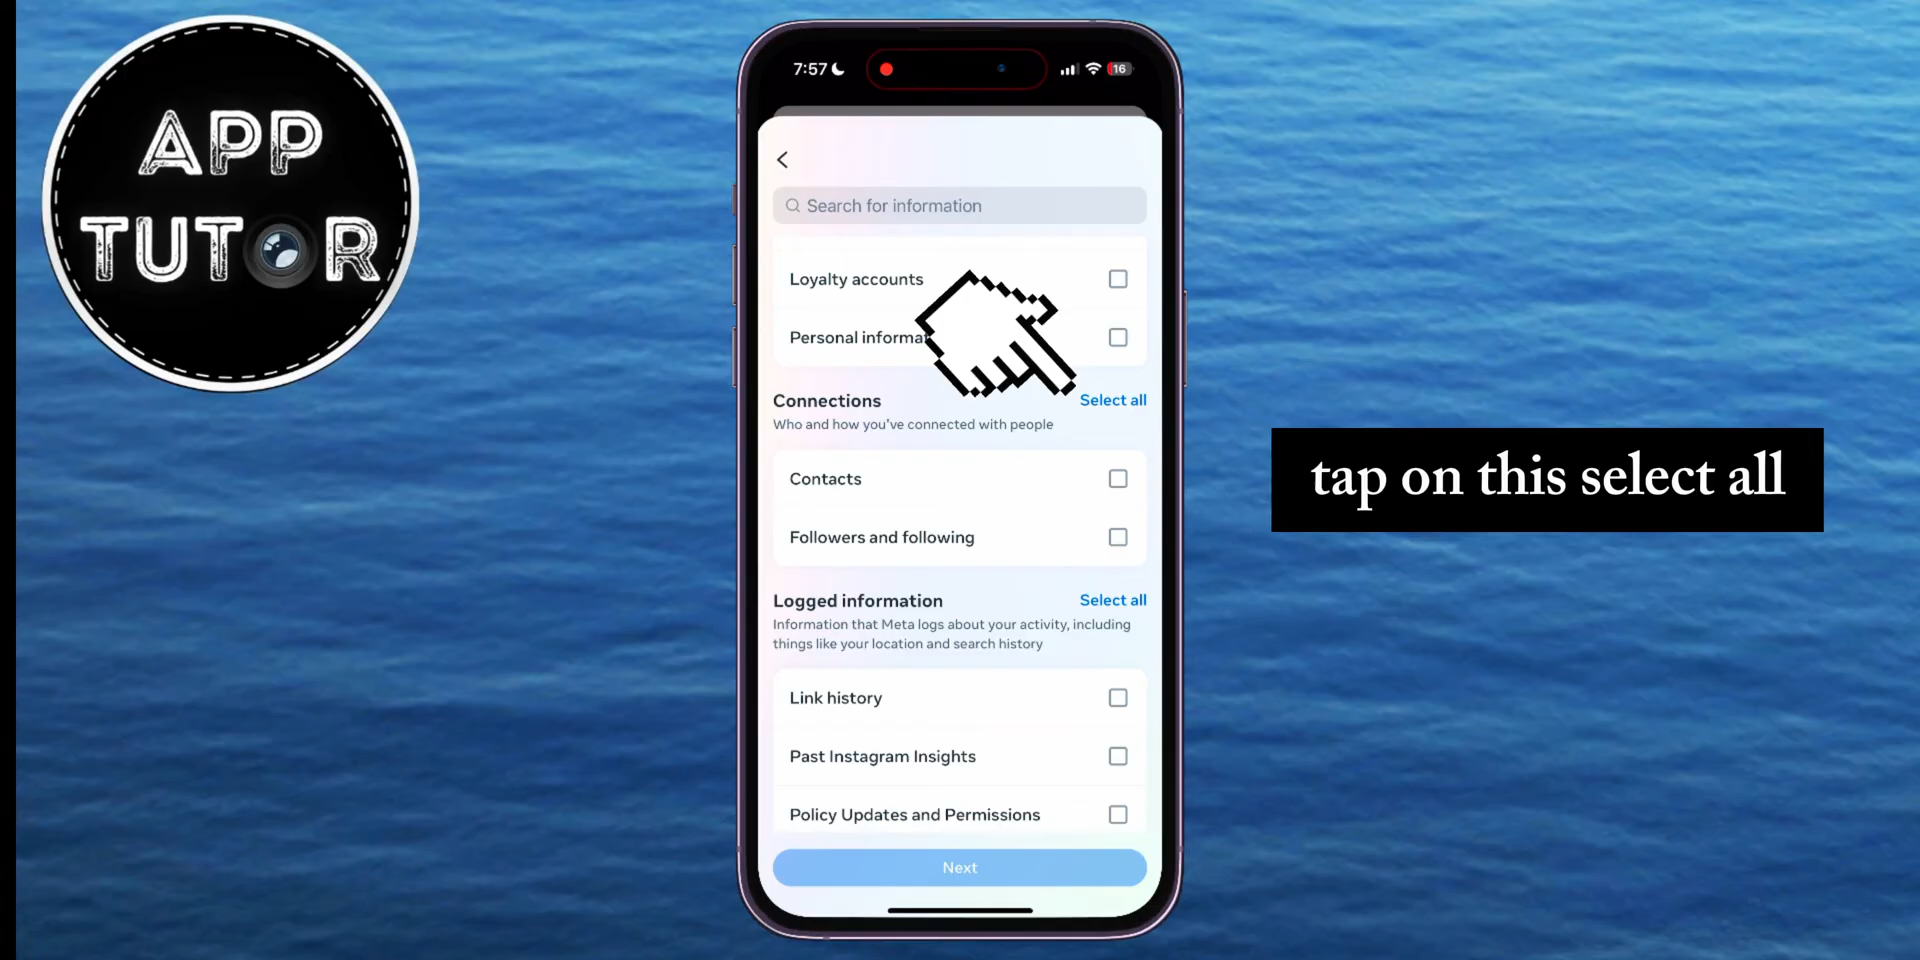 APP
TUTOR
7:57
16
Search for information
Loyalty accounts
Personal informa
Connections
Select all
Who and how you've connected with people
Contacts
Followers and following
Logged information
Select all
Information that Meta logs about your activity, including
things like your location and search history
Link history
Past Instagram Insights
Policy Updates and Permissions
Next
tap on this select all